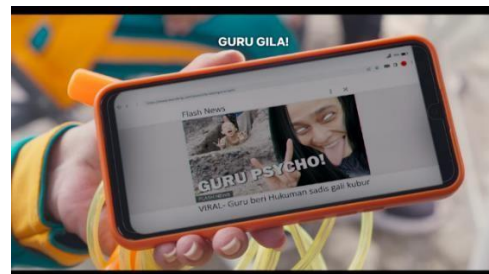 GURU GILA!
Flash News
GURU PSYCHO!
VIRAL- Guru beri Hukuman sadis gali kubur